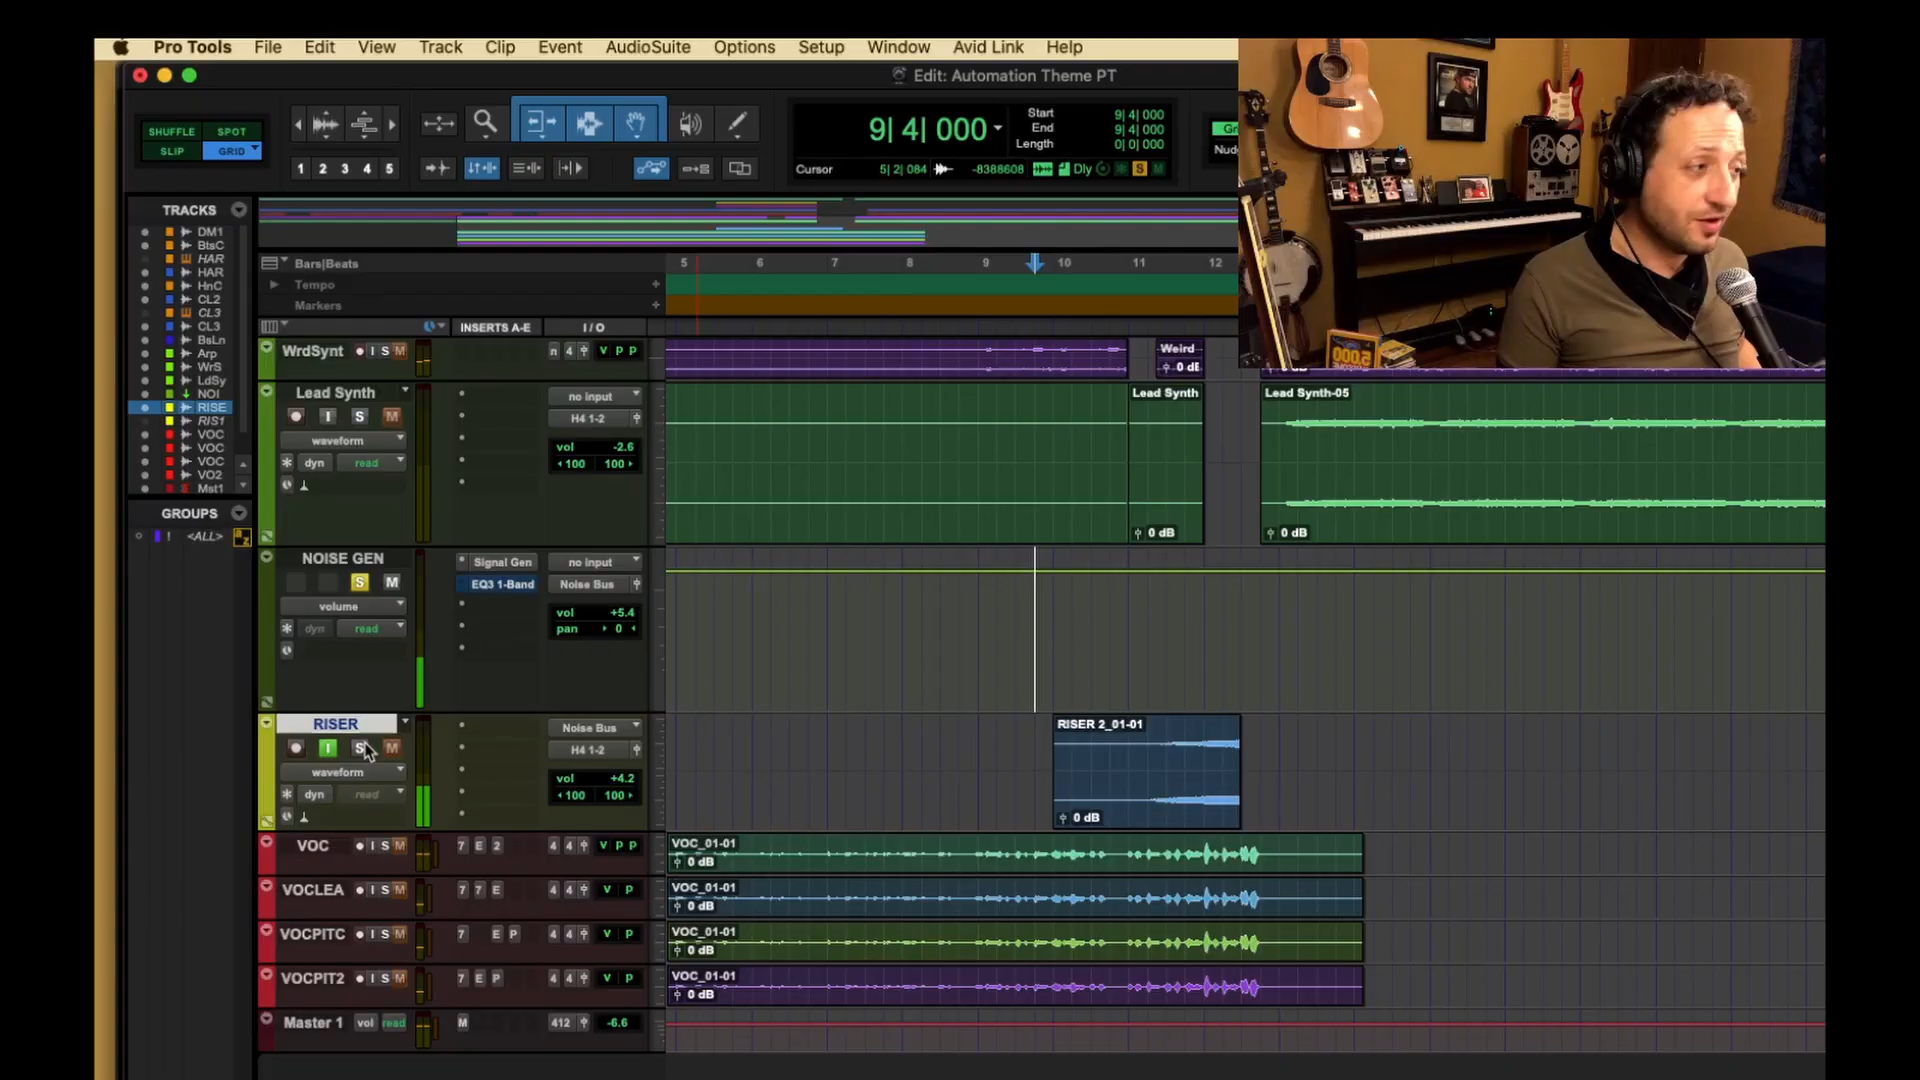 Pro Tools File Edit View Track Clip Event AudioSuite Options Setup Window Avid Link Help
Edit: Automation Theme PT
SHUFFLE SPOT
SLIP GRID
1 2 3 4 5
9| 4| 000
Start 9| 4| 000
End 9| 4| 000
Length 0| 0| 000
Cursor 5| 2| 084 -8388608 Dly S M
TRACKS
DM1
BtsC
HAR
HAR
HnC
CL2
CL3
CL3
BsLn
Arp
WrS
LdSy
NOI
RISE
RIS1
VOC
VOC
VOC
VO2
Mst1
GROUPS
! <ALL>
Bars|Beats 5 6 7 8 9 10 11 12
Tempo
Markers
INSERTS A-E I / O
WrdSynt I S M n 4 V P P
Weird
Lead Synth
I S M
waveform
dyn read
no input
H4 1-2
vol -2.6
100 100
Lead Synth
0 dB
Lead Synth-05
0 dB
NOISE GEN
S M
volume
dyn read
Signal Gen
EQ3 1-Band
no input
Noise Bus
vol +5.4
pan 0
RISER
I S M
waveform
dyn read
Noise Bus
H4 1-2
vol +4.2
100 100
RISER 2_01-01
0 dB
VOC I S M 7 E 2 4 4 V P P
VOC_01-01
0 dB
VOCLEA I S M 7 7 E 4 4 V P
VOC_01-01
0 dB
VOCPITC I S M 7 E P 4 4 V P
VOC_01-01
0 dB
VOCPIT2 I S M 7 E P 4 4 V P
VOC_01-01
0 dB
Master 1 vol read M 412 -6.6
5,000